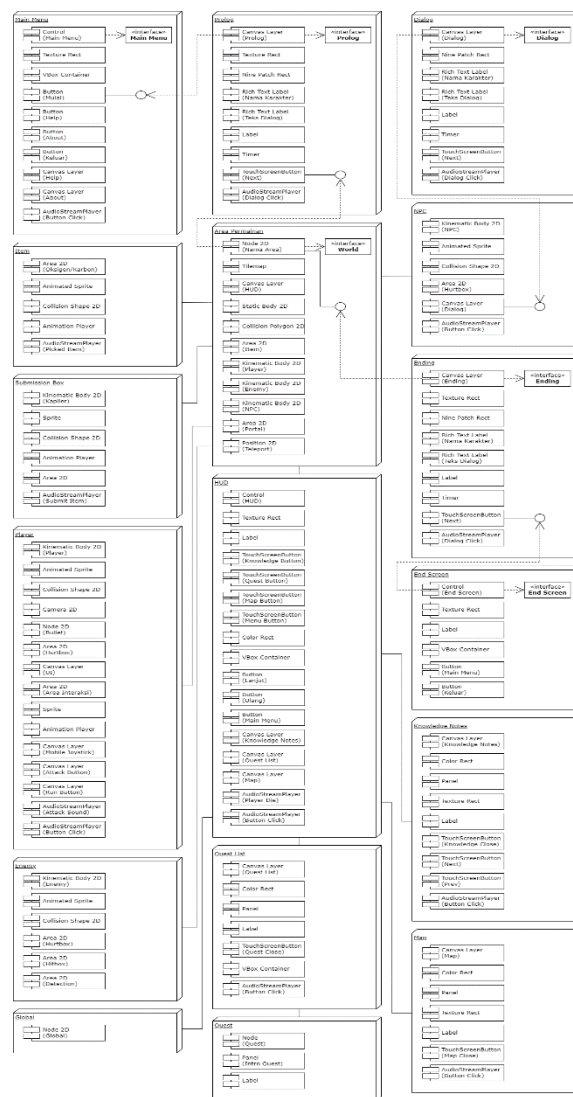 Main Menu
Control
(Main Menu)
«interface»
Main Menu
Texture Rect
VBox Container
Button
(Mulai)
Button
(Help)
Button
(About)
Button
(Keluar)
Canvas Layer
(Help)
Canvas Layer
(About)
AudioStreamPlayer
(Button Click)
Item
Area 2D
(Oksigen/Karbon)
Animated Sprite
Collision Shape 2D
Animation Player
AudioStreamPlayer
(Picked Item)
Submission Box
Kinematic Body 2D
(Kapiler)
Sprite
Collision Shape 2D
Animation Player
Area 2D
AudioStreamPlayer
(Submit Item)
Player
Kinematic Body 2D
(Player)
Animated Sprite
Collision Shape 2D
Camera 2D
Node 2D
(Bullet)
Area 2D
(Hurtbox)
Canvas Layer
(UI)
Area 2D
(Area Interaksi)
Sprite
Animation Player
Canvas Layer
(Mobile Joystick)
Canvas Layer
(Attack Button)
Canvas Layer
(Run Button)
AudioStreamPlayer
(Attack Sound)
AudioStreamPlayer
(Button Click)
Enemy
Kinematic Body 2D
(Enemy)
Animated Sprite
Collision Shape 2D
Area 2D
(Hurtbox)
Area 2D
(Hitbox)
Area 2D
(Detection)
Global
Node 2D
(Global)
Prolog
Canvas Layer
(Prolog)
«interface»
Prolog
Texture Rect
Nine Patch Rect
Rich Text Label
(Nama Karakter)
Rich Text Label
(Teks Dialog)
Label
Timer
TouchScreenButton
(Next)
AudioStreamPlayer
(Dialog Click)
Area Permainan
Node 2D
(Nama Area)
«interface»
World
Tilemap
Canvas Layer
(HUD)
Static Body 2D
Collision Polygon 2D
Area 2D
(Item)
Kinematic Body 2D
(Player)
Kinematic Body 2D
(Enemy)
Kinematic Body 2D
(NPC)
Area 2D
(Portal)
Position 2D
(Teleport)
HUD
Control
(HUD)
Texture Rect
Label
TouchScreenButton
(Knowledge Button)
TouchScreenButton
(Quest Button)
TouchScreenButton
(Map Button)
TouchScreenButton
(Menu Button)
Color Rect
VBox Container
Button
(Lanjut)
Button
(Ulang)
Button
(Main Menu)
Canvas Layer
(Knowledge Notes)
Canvas Layer
(Quest List)
Canvas Layer
(Map)
AudioStreamPlayer
(Player Die)
AudioStreamPlayer
(Button Click)
Quest List
Canvas Layer
(Quest List)
Color Rect
Panel
Label
TouchScreenButton
(Quest Close)
VBox Container
AudioStreamPlayer
(Button Click)
Quest
Node
(Quest)
Panel
(Intro Quest)
Label
Dialog
Canvas Layer
(Dialog)
«interface»
Dialog
Nine Patch Rect
Rich Text Label
(Nama Karakter)
Rich Text Label
(Teks Dialog)
Label
Timer
TouchScreenButton
(Next)
AudioStreamPlayer
(Dialog Click)
NPC
Kinematic Body 2D
(NPC)
Animated Sprite
Collision Shape 2D
Area 2D
(Hurtbox)
Canvas Layer
(Dialog)
AudioStreamPlayer
(Button Click)
Ending
Canvas Layer
(Ending)
«interface»
Ending
Texture Rect
Nine Patch Rect
Rich Text Label
(Nama Karakter)
Rich Text Label
(Teks Dialog)
Label
Timer
TouchScreenButton
(Next)
AudioStreamPlayer
(Dialog Click)
End Screen
Control
(End Screen)
«interface»
End Screen
Texture Rect
Label
VBox Container
Button
(Main Menu)
Button
(Keluar)
Knowledge Notes
Canvas Layer
(Knowledge Notes)
Color Rect
Panel
Texture Rect
Label
TouchScreenButton
(Knowledge Close)
TouchScreenButton
(Next)
TouchScreenButton
(Prev)
AudioStreamPlayer
(Button Click)
Map
Canvas Layer
(Map)
Color Rect
Panel
Texture Rect
Label
TouchScreenButton
(Map Close)
AudioStreamPlayer
(Button Click)